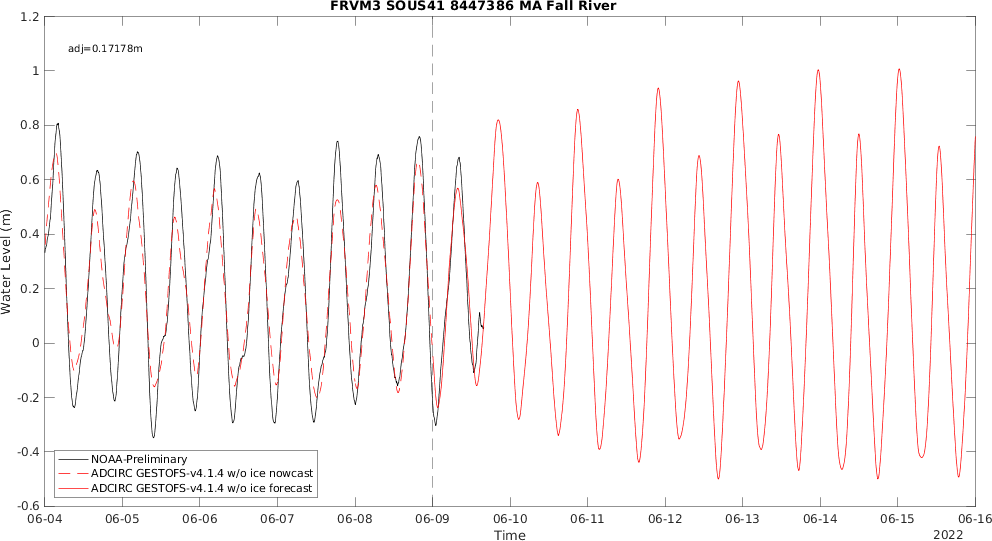 FRVM3 SOUS41 8447386 MA Fall River
adj=0.17178m
1.2
1
0.8
0.6
0.4
0.2
0
-0.2
-0.4
-0.6
Water Level (m)
NOAA-Preliminary
ADCIRC GESTOFS-v4.1.4 w/o ice nowcast
ADCIRC GESTOFS-v4.1.4 w/o ice forecast
06-04 06-05 06-06 06-07 06-08 06-09 06-10 06-11 06-12 06-13 06-14 06-15 06-16
Time
2022